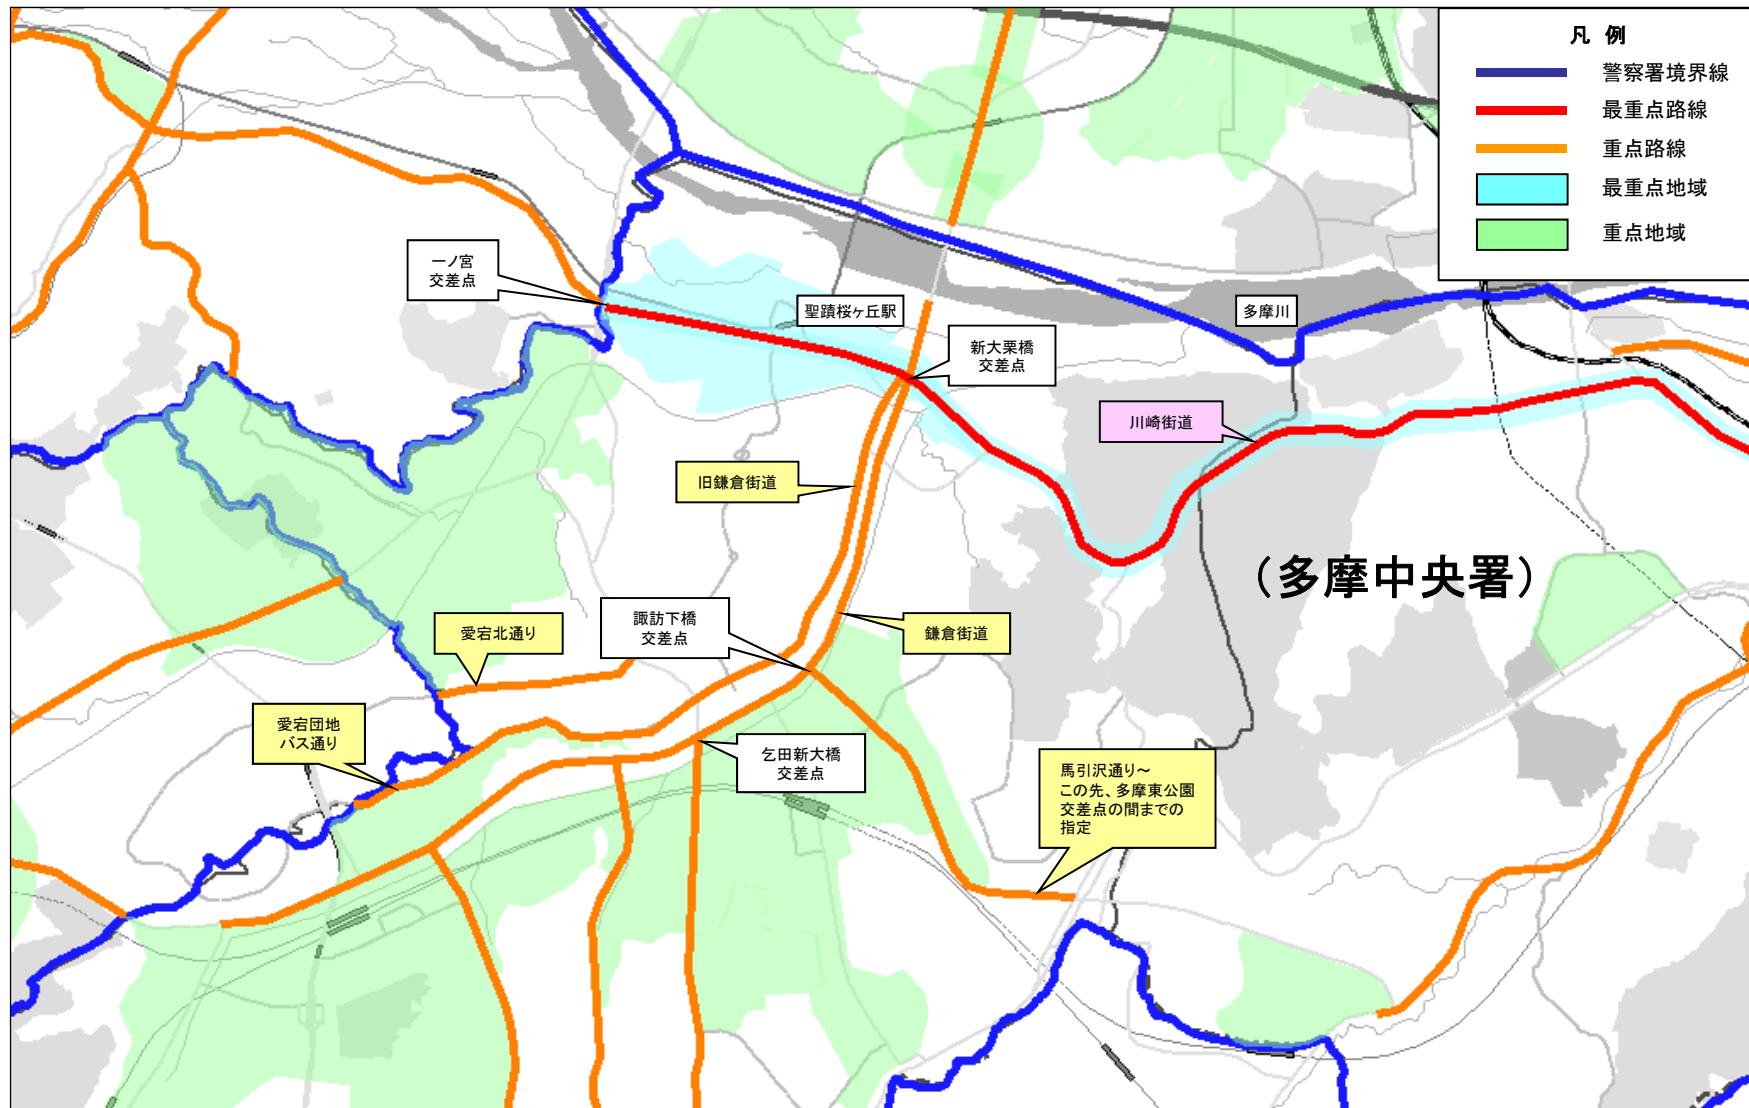 凡 例
警察署境界線
最重点路線
重点路線
最重点地域
重点地域
一ノ宮
交差点
聖蹟桜ヶ丘駅
多摩川
新大栗橋
交差点
川崎街道
旧鎌倉街道
(多摩中央署)
諏訪下橋
交差点
鎌倉街道
愛宕北通り
愛宕団地
バス通り
乞田新大橋
交差点
馬引沢通り～
この先、多摩東公園
交差点の間までの
指定